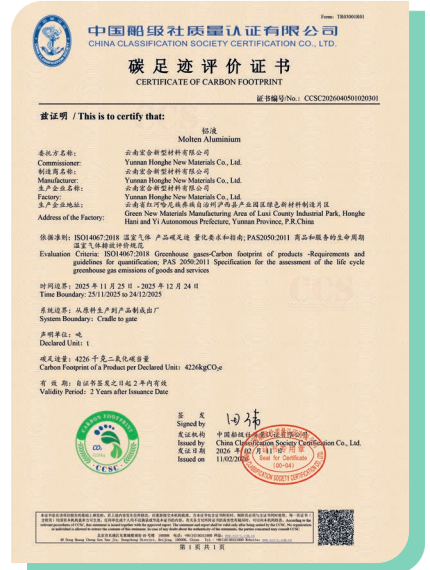 Form: TR030301R01
中国船级社质量认证有限公司
CHINA CLASSIFICATION SOCIETY CERTIFICATION CO., LTD.
碳足迹评价证书
CERTIFICATE OF CARBON FOOTPRINT
证书编号/No.: CCSC2026040501020301
兹证明 / This is to certify that:
铝液
Molten Aluminium
委托方名称: 云南宏合新型材料有限公司
Commissioner: Yunnan Honghe New Materials Co., Ltd.
制造商名称: 云南宏合新型材料有限公司
Manufacturer: Yunnan Honghe New Materials Co., Ltd.
生产企业名称: 云南宏合新型材料有限公司
Factory: Yunnan Honghe New Materials Co., Ltd.
生产企业地址: 云南省红河哈尼族彝族自治州泸西县产业园区绿色新材料制造片区
Address of the Factory: Green New Materials Manufacturing Area of Luxi County Industrial Park, Honghe
Hani and Yi Autonomous Prefecture, Yunnan Province, P.R.China
依据准则: ISO14067:2018 温室气体 产品碳足迹 量化要求和指南; PAS2050:2011 商品和服务的生命周期
温室气体排放评价规范
Evaluation Criteria: ISO14067:2018 Greenhouse gases-Carbon footprint of products -Requirements and
guidelines for quantification; PAS 2050:2011 Specification for the assessment of the life cycle
greenhouse gas emissions of goods and services
时间边界: 2025 年 11 月 25 日 - 2025 年 12 月 24 日
Time Boundary: 25/11/2025 to 24/12/2025
系统边界: 从原料生产到产品制成出厂
System Boundary: Cradle to gate
声明单位: 吨
Declared Unit: t
碳足迹量: 4226 千克二氧化碳当量
Carbon Footprint of a Product per Declared Unit: 4226kgCO₂e
有 效 期: 自证书签发之日起 2 年内有效
Validity Period: 2 Years after Issuance Date
签 发
Signed by
发证机构 中国船级社质量认证有限公司
Issued by China Classification Society Certification Co., Ltd.
发证日期 2026 年 02 月 11 日
Issued on 11/02/2026
CARBON FOOTPRINT
CO₂
CCSC
证书专用章
Seal for Certificate
(00-04)
CLASSIFICATION SOCIETY CERTIFICATION
第 1 页 共 1 页